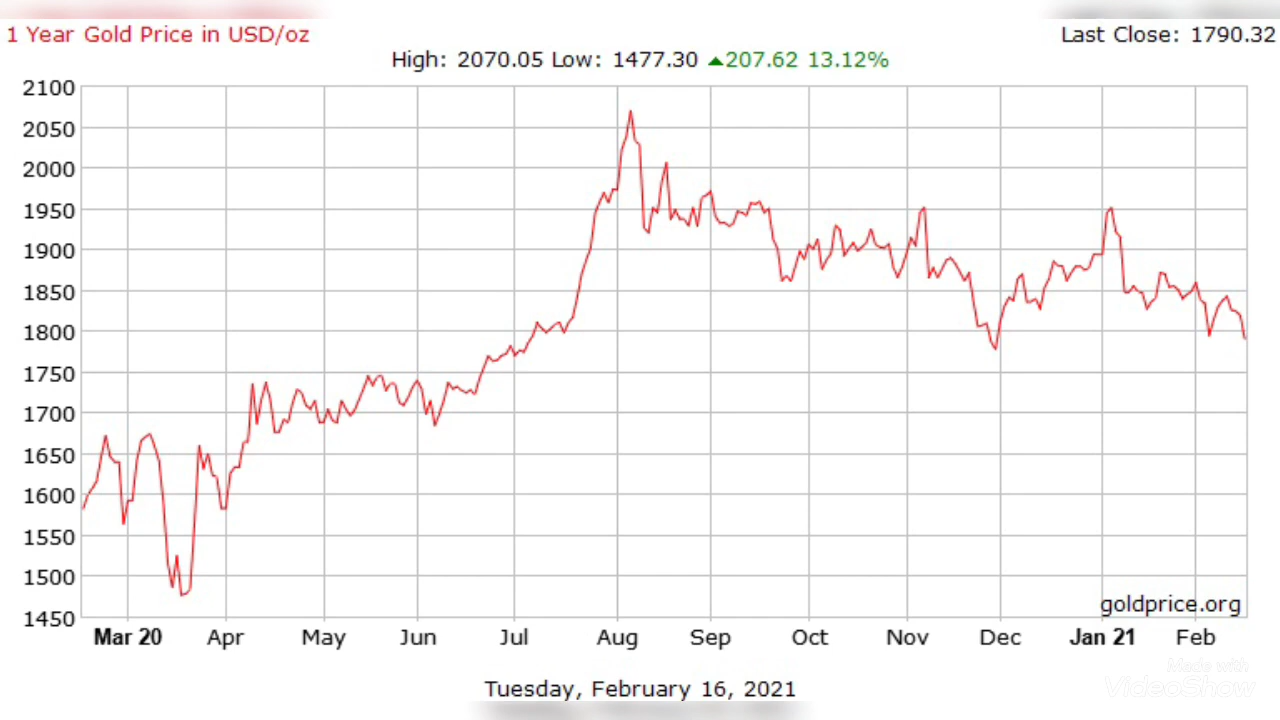 1 Year Gold Price in USD/oz
Last Close: 1790.32
High: 2070.05 Low: 1477.30 ▲207.62 13.12%
2100
2050
2000
1950
1900
1850
1800
1750
1700
1650
1600
1550
1500
1450
goldprice.org
Mar 20 Apr May Jun Jul Aug Sep Oct Nov Dec Jan 21 Feb
Made with
VideoShow
Tuesday, February 16, 2021